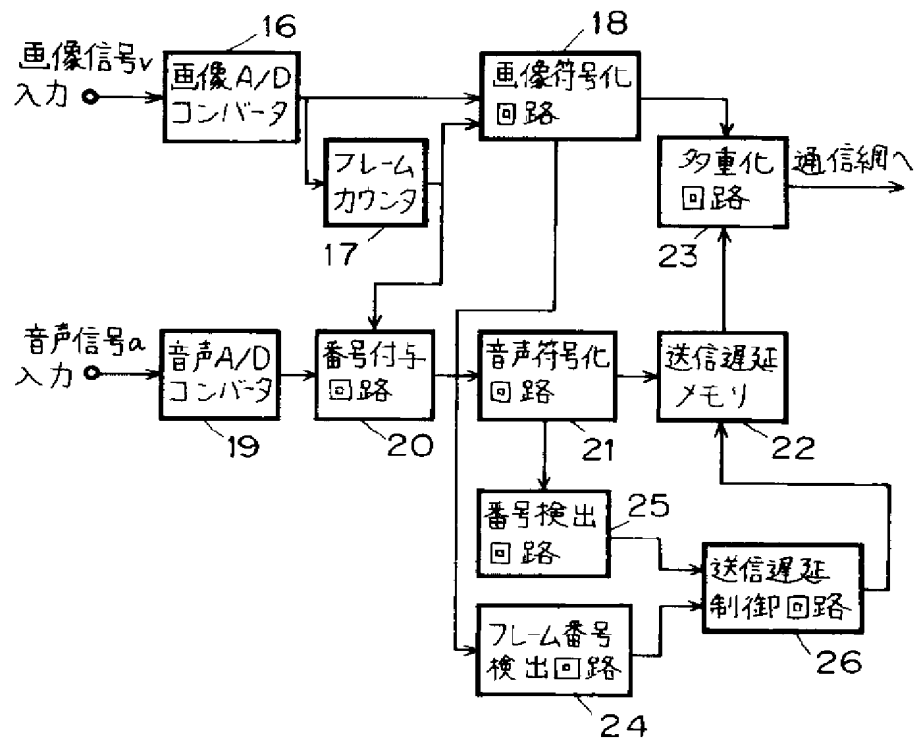 16
画像信号v
入力
画像A/D
コンバータ
フレーム
カウンタ
17
18
画像符号化
回路
多重化
回路
23
通信網へ
音声信号a
入力
音声A/D
コンバータ
19
番号付与
回路
20
音声符号化
回路
21
送信遅延
メモリ
22
番号検出
回路
25
フレーム番号
検出回路
24
送信遅延
制御回路
26